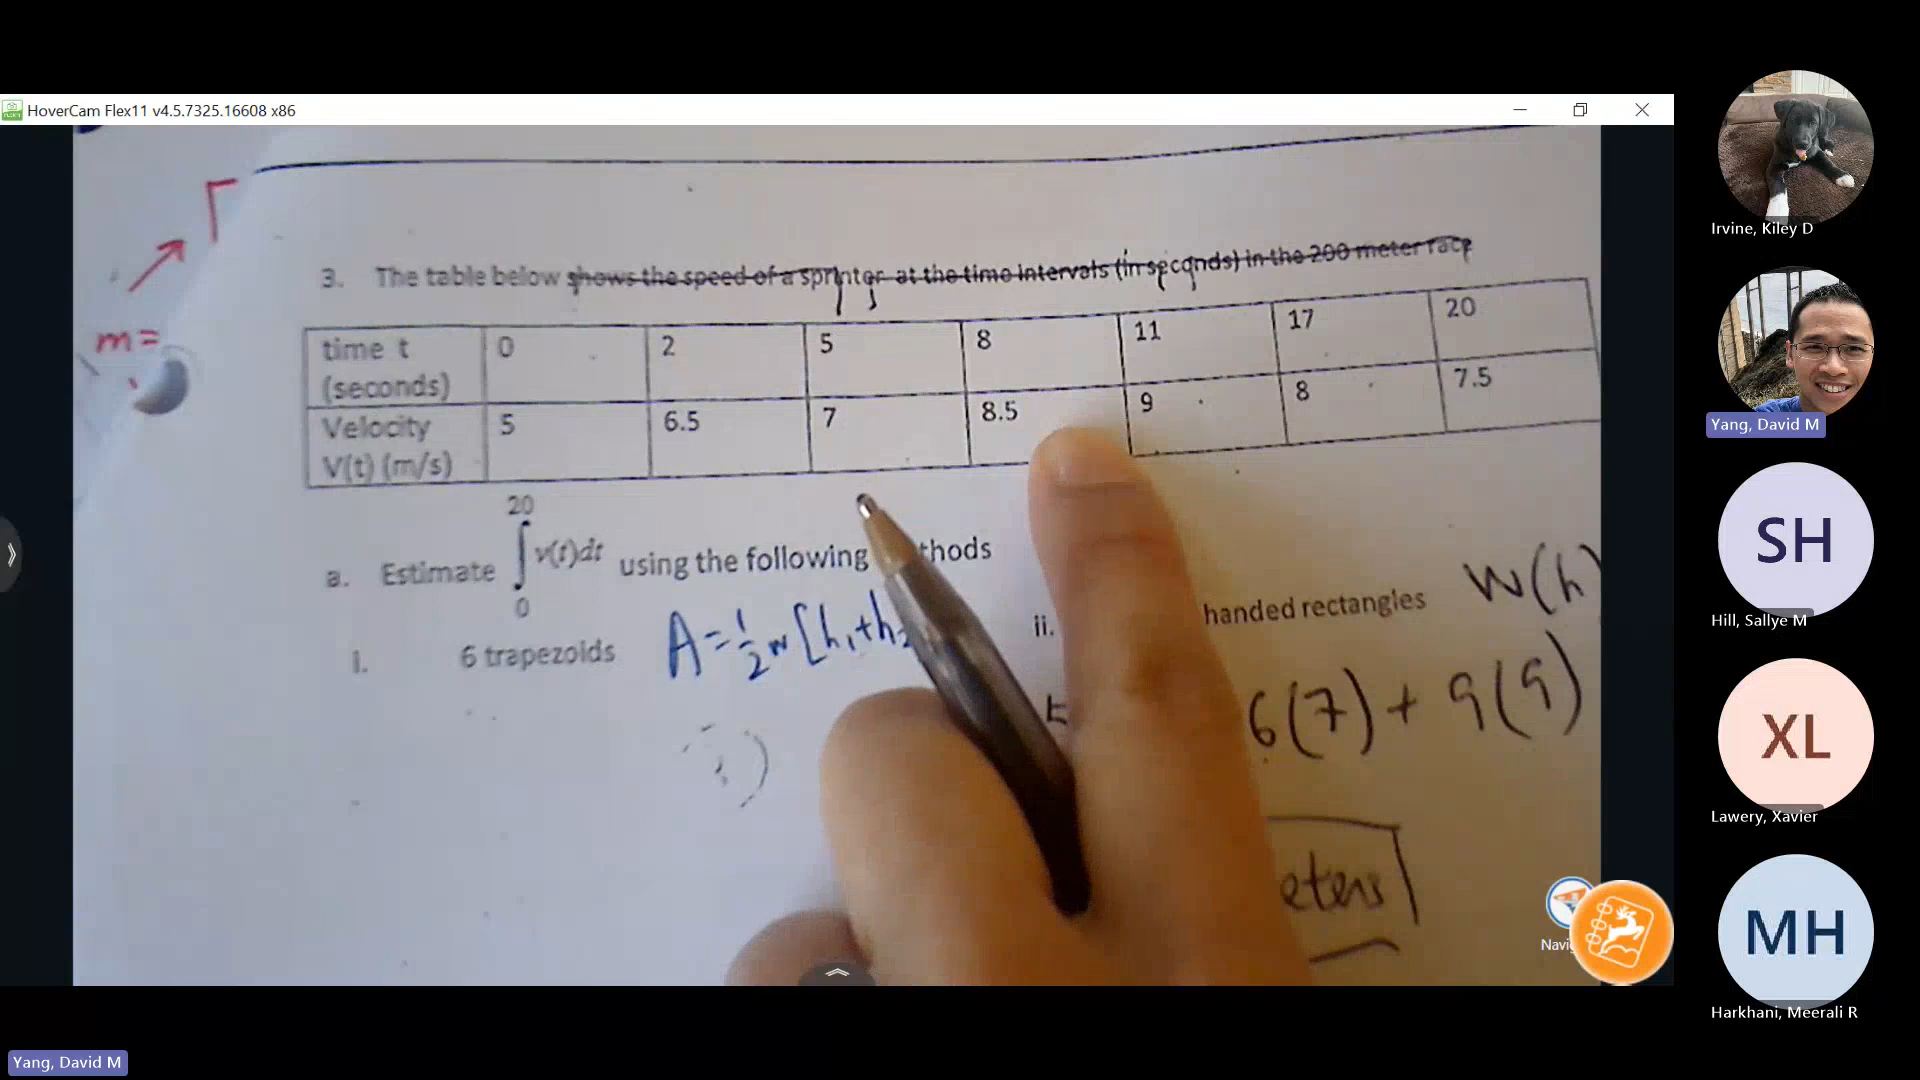 HoverCam Flex11 v4.5.7325.16608 x86
m=
3. The table below shows the speed of a sprinter at the time intervals (in seconds) in the 200 meter race
time t (seconds) 0 2 5 8 11 17 20
Velocity V(t) (m/s) 5 6.5 7 8.5 9 8 7.5
a. Estimate ∫ 20 0 v(t)dt using the following
i. 6 trapezoids A=1/2 w[h₁+h₂
ii. handed rectangles w(h)
6(7)+9(9)
eters
Irvine, Kiley D
Yang, David M
SH
Hill, Sallye M
XL
Lawery, Xavier
MH
Harkhani, Meerali R
Yang, David M